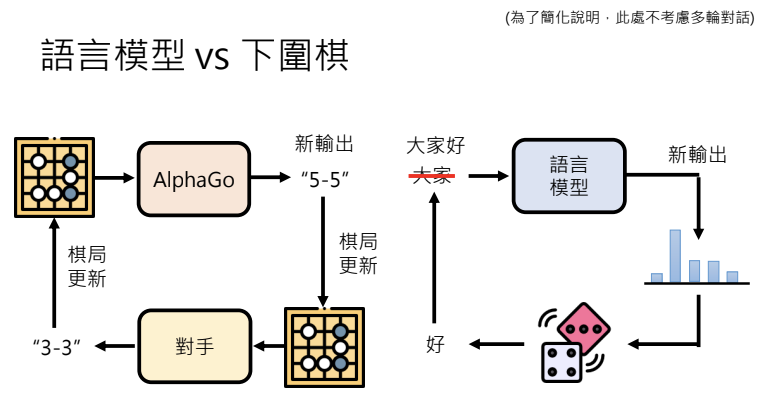 (為了簡化說明，此處不考慮多輪對話)
語言模型 vs 下圍棋
AlphaGo
新輸出
“5-5”
棋局
更新
對手
“3-3”
棋局
更新
大家好
大家
語言
模型
新輸出
好